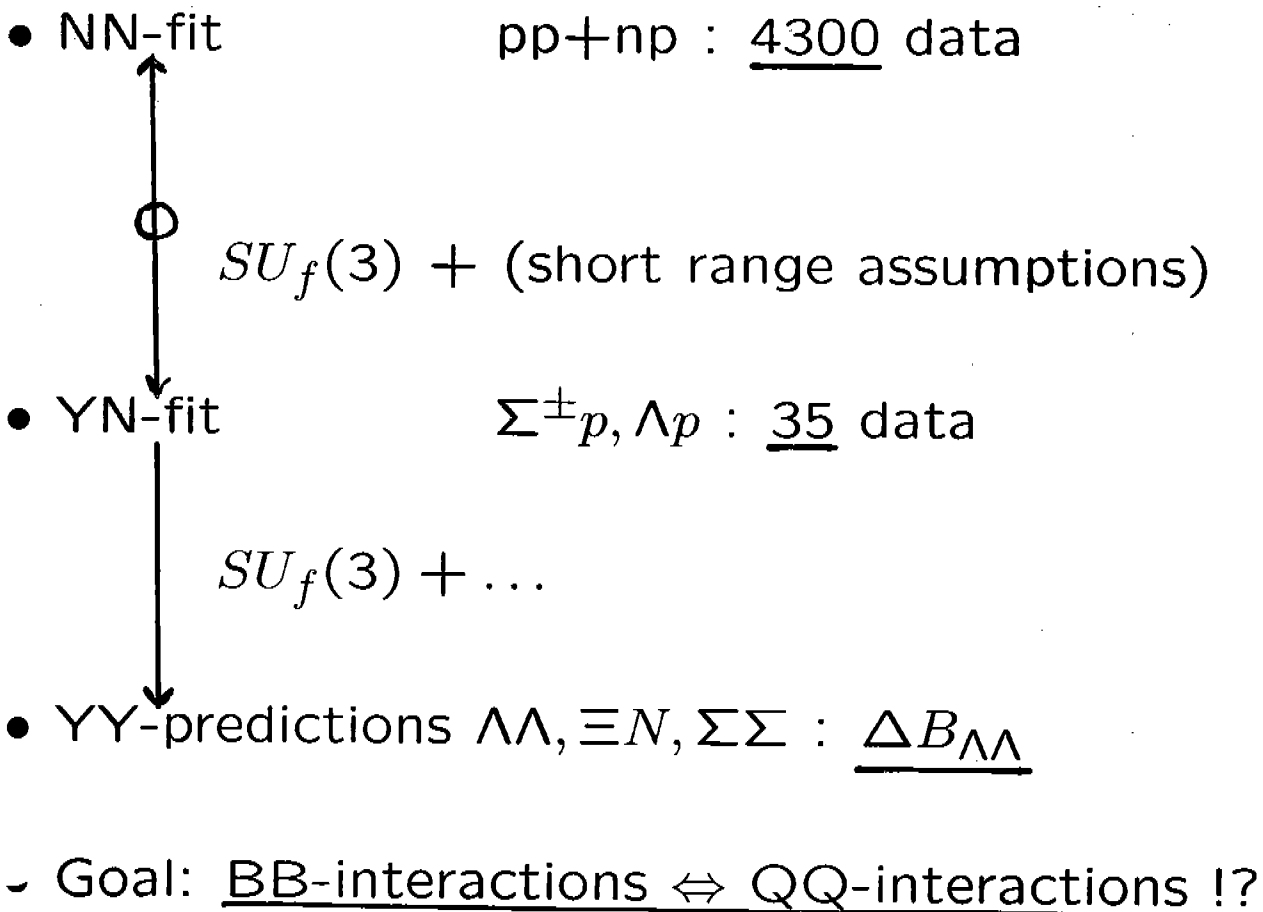 • NN-fit pp+np : 4300 data
SU_f(3) + (short range assumptions)
• YN-fit Σ^±p, Λp : 35 data
SU_f(3) + ...
• YY-predictions ΛΛ, ΞN, ΣΣ : ΔB_ΛΛ
- Goal: BB-interactions ⇔ QQ-interactions !?